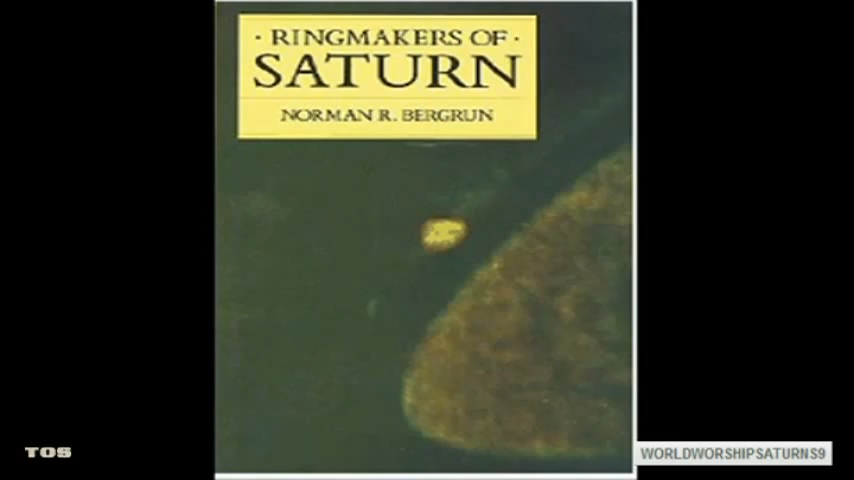 · RINGMAKERS OF ·
SATURN
NORMAN R. BERGRUN
TOS
WORLDWORSHIPSATURNS9